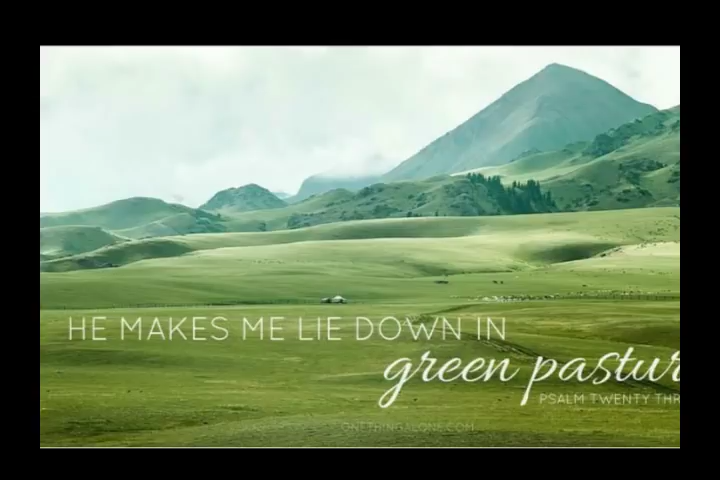 HE MAKES ME LIE DOWN IN
green pastur
PSALM TWENTY THR
ONETHINGALONE.COM